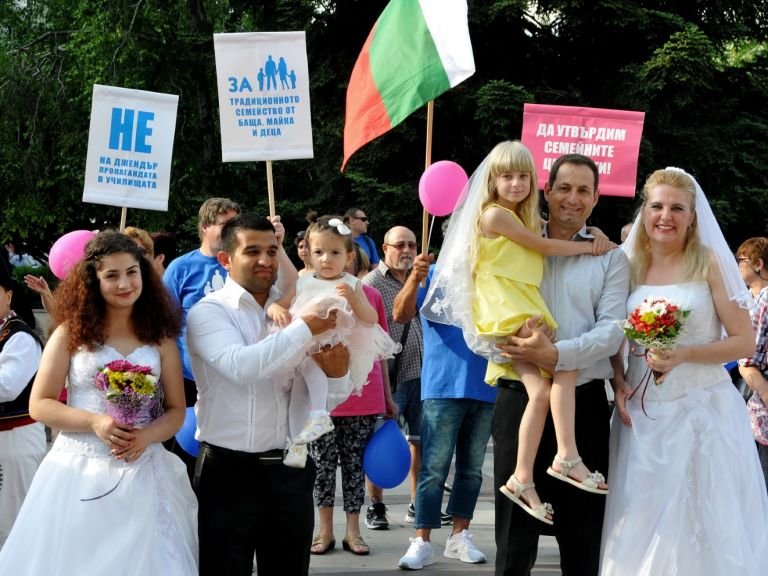 НЕ
НА ДЖЕНДЪР
ПРОПАГАНДАТА
В УЧИЛИЩАТА
ЗА
ТРАДИЦИОННОТО
СЕМЕЙСТВО ОТ
БАЩА, МАЙКА
И ДЕЦА
ДА УТВЪРДИМ
СЕМЕЙНИТЕ